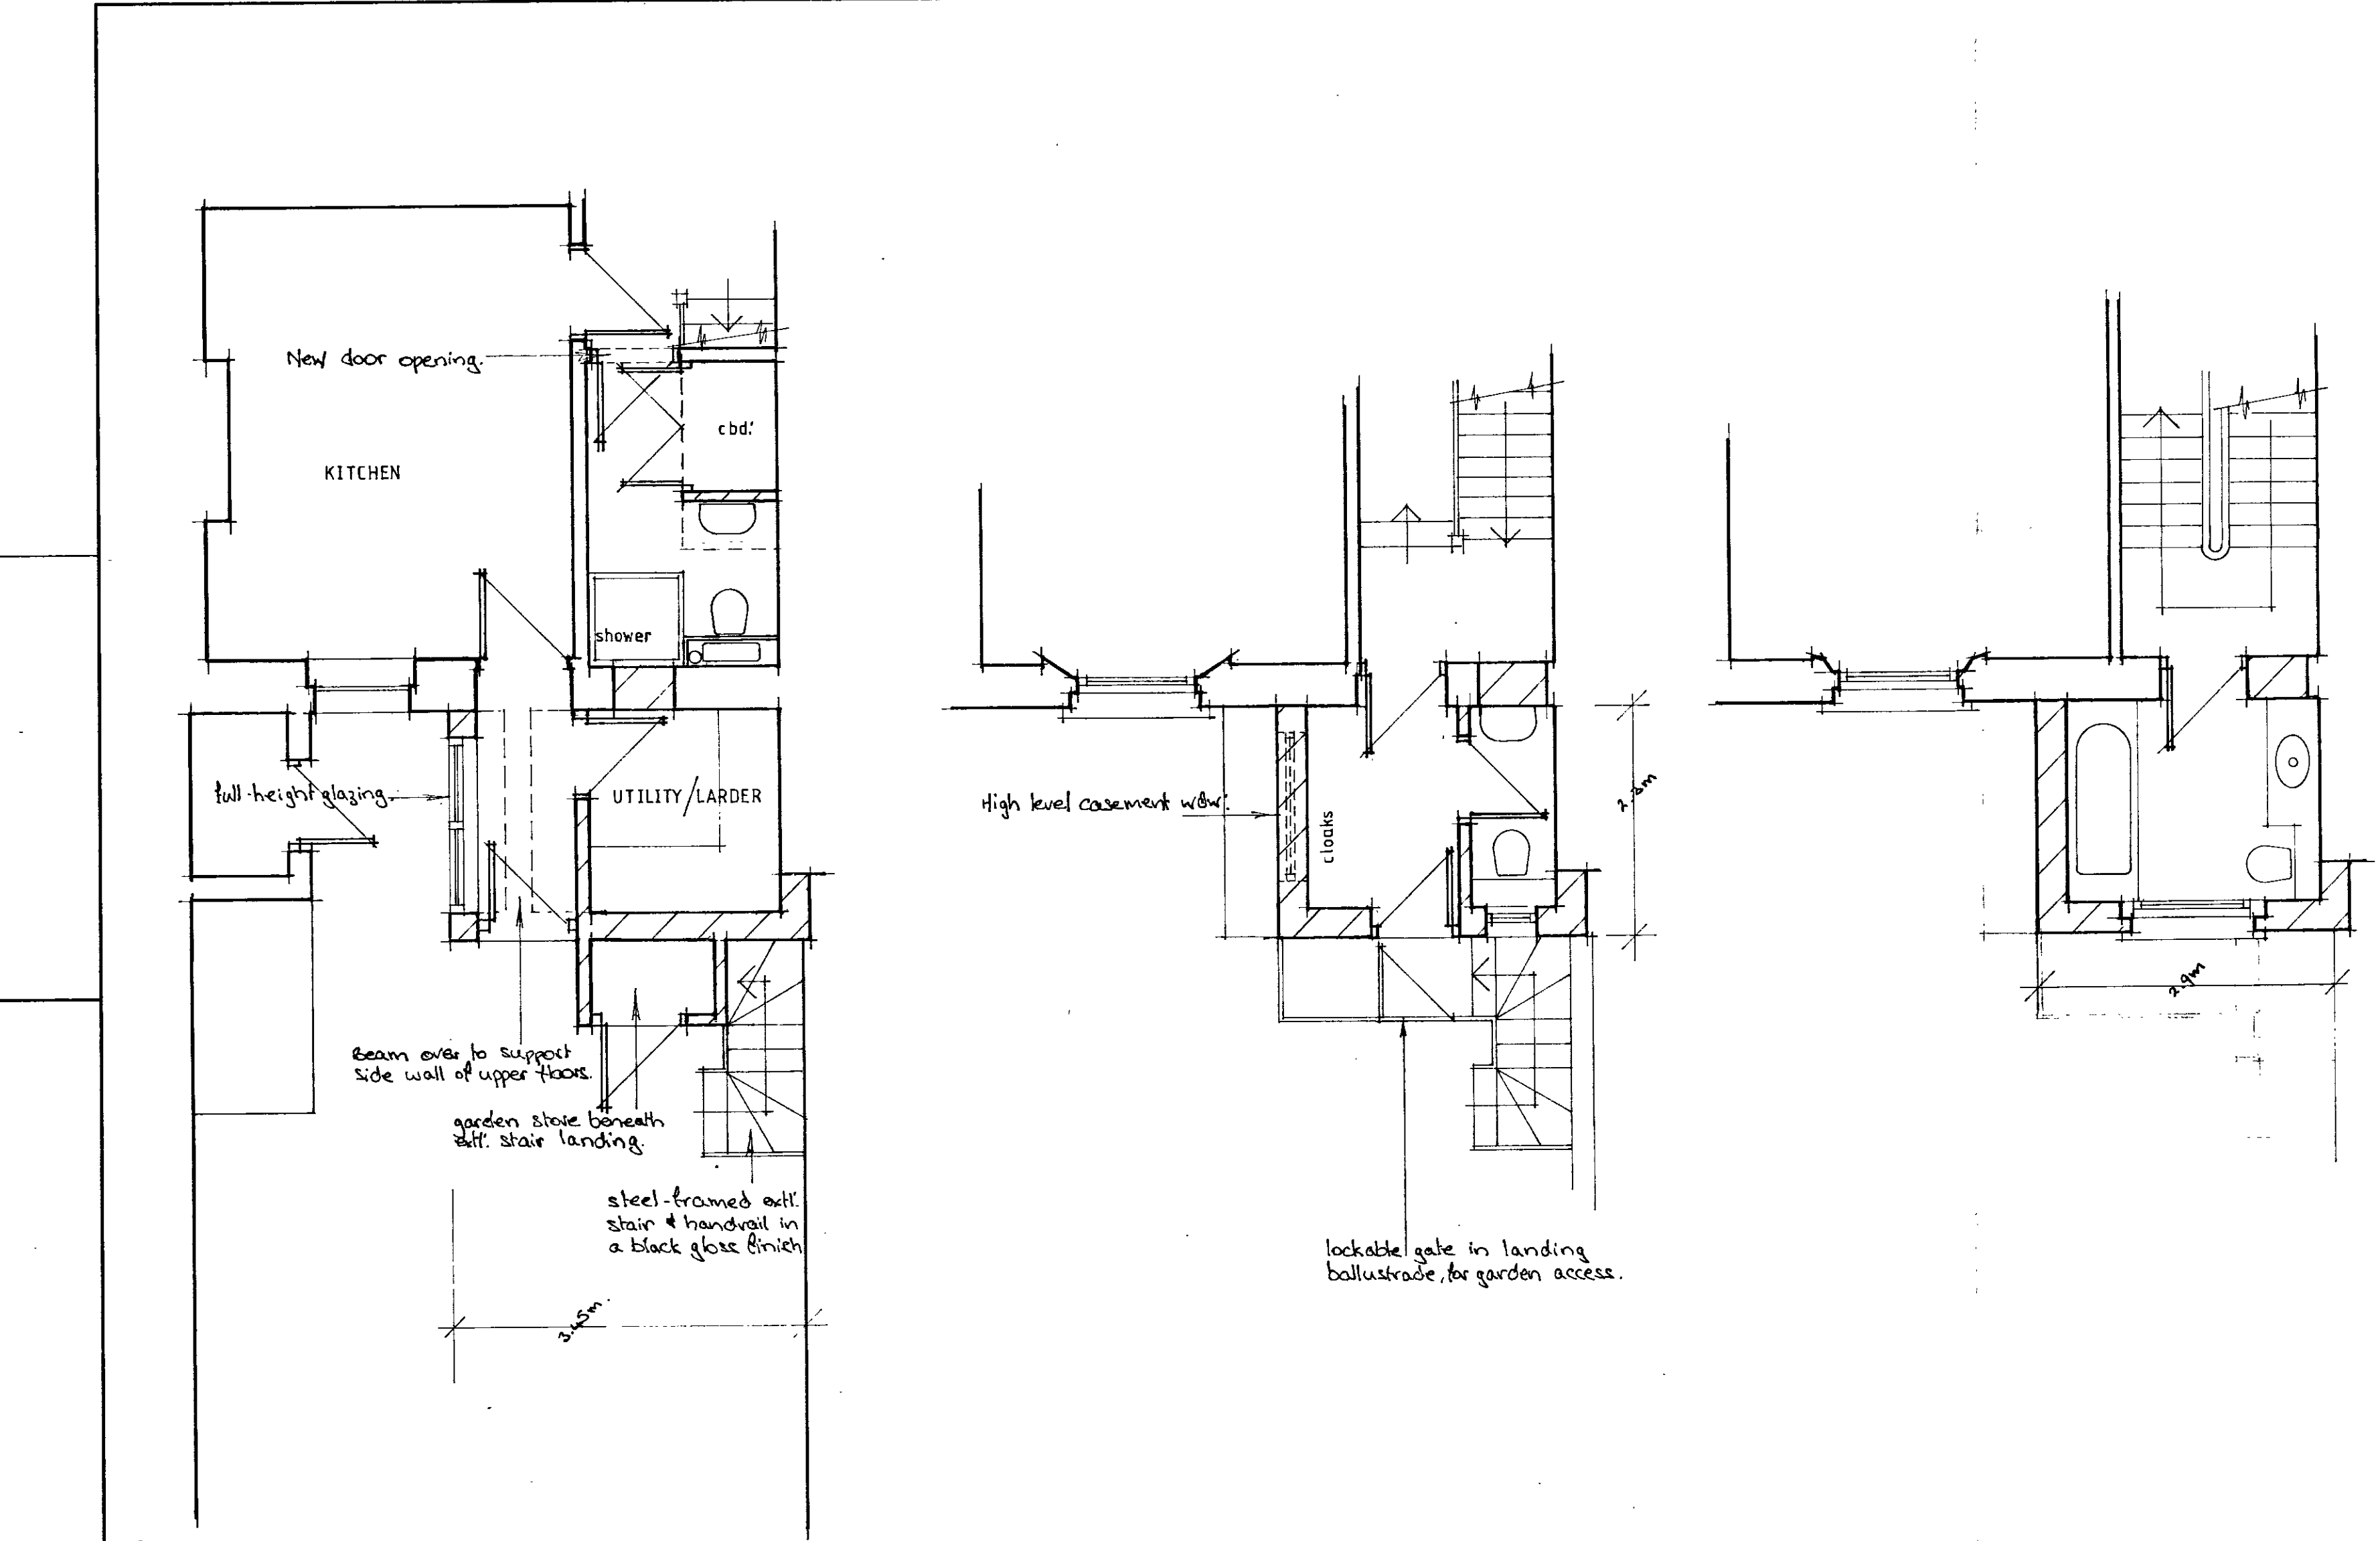 New door opening.
cbd.'
KITCHEN
shower
full-height glazing.
UTILITY/LARDER
Beam over to support
side wall of upper floors.
garden store beneath
extl'. stair landing.
steel-framed extl'.
stair & handrail in
a black gloss finish
3.45m.
High level casement wdw'.
cloaks
2.3m
lockable gate in landing
ballustrade, for garden access.
2.9m